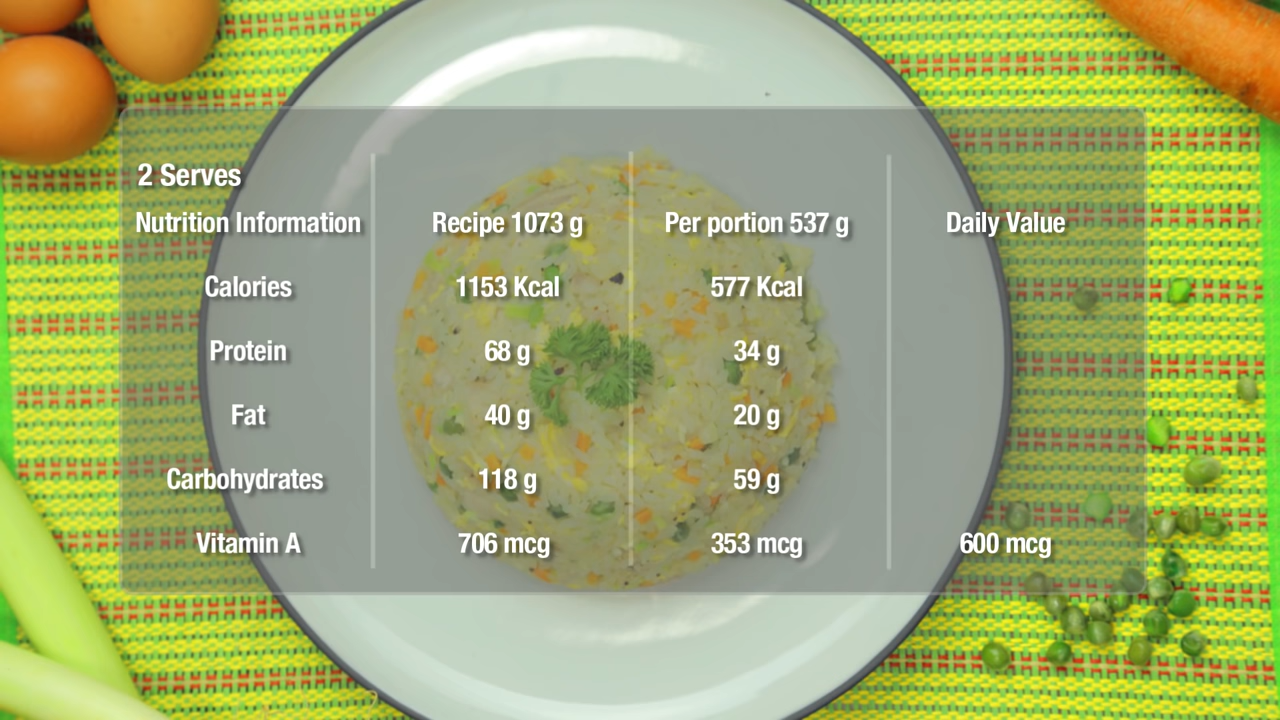 2 Serves
Nutrition Information Recipe 1073 g Per portion 537 g Daily Value
Calories 1153 Kcal 577 Kcal
Protein 68 g 34 g
Fat 40 g 20 g
Carbohydrates 118 g 59 g
Vitamin A 706 mcg 353 mcg 600 mcg